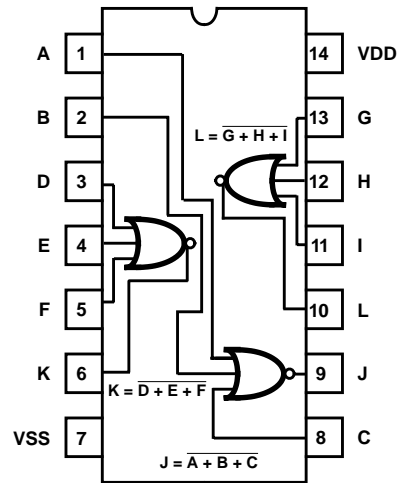 A 1 14 VDD
B 2 13 G
L = G + H + I
D 3 12 H
E 4 11 I
F 5 10 L
K 6 9 J
K = D + E + F
VSS 7 8 C
J = A + B + C